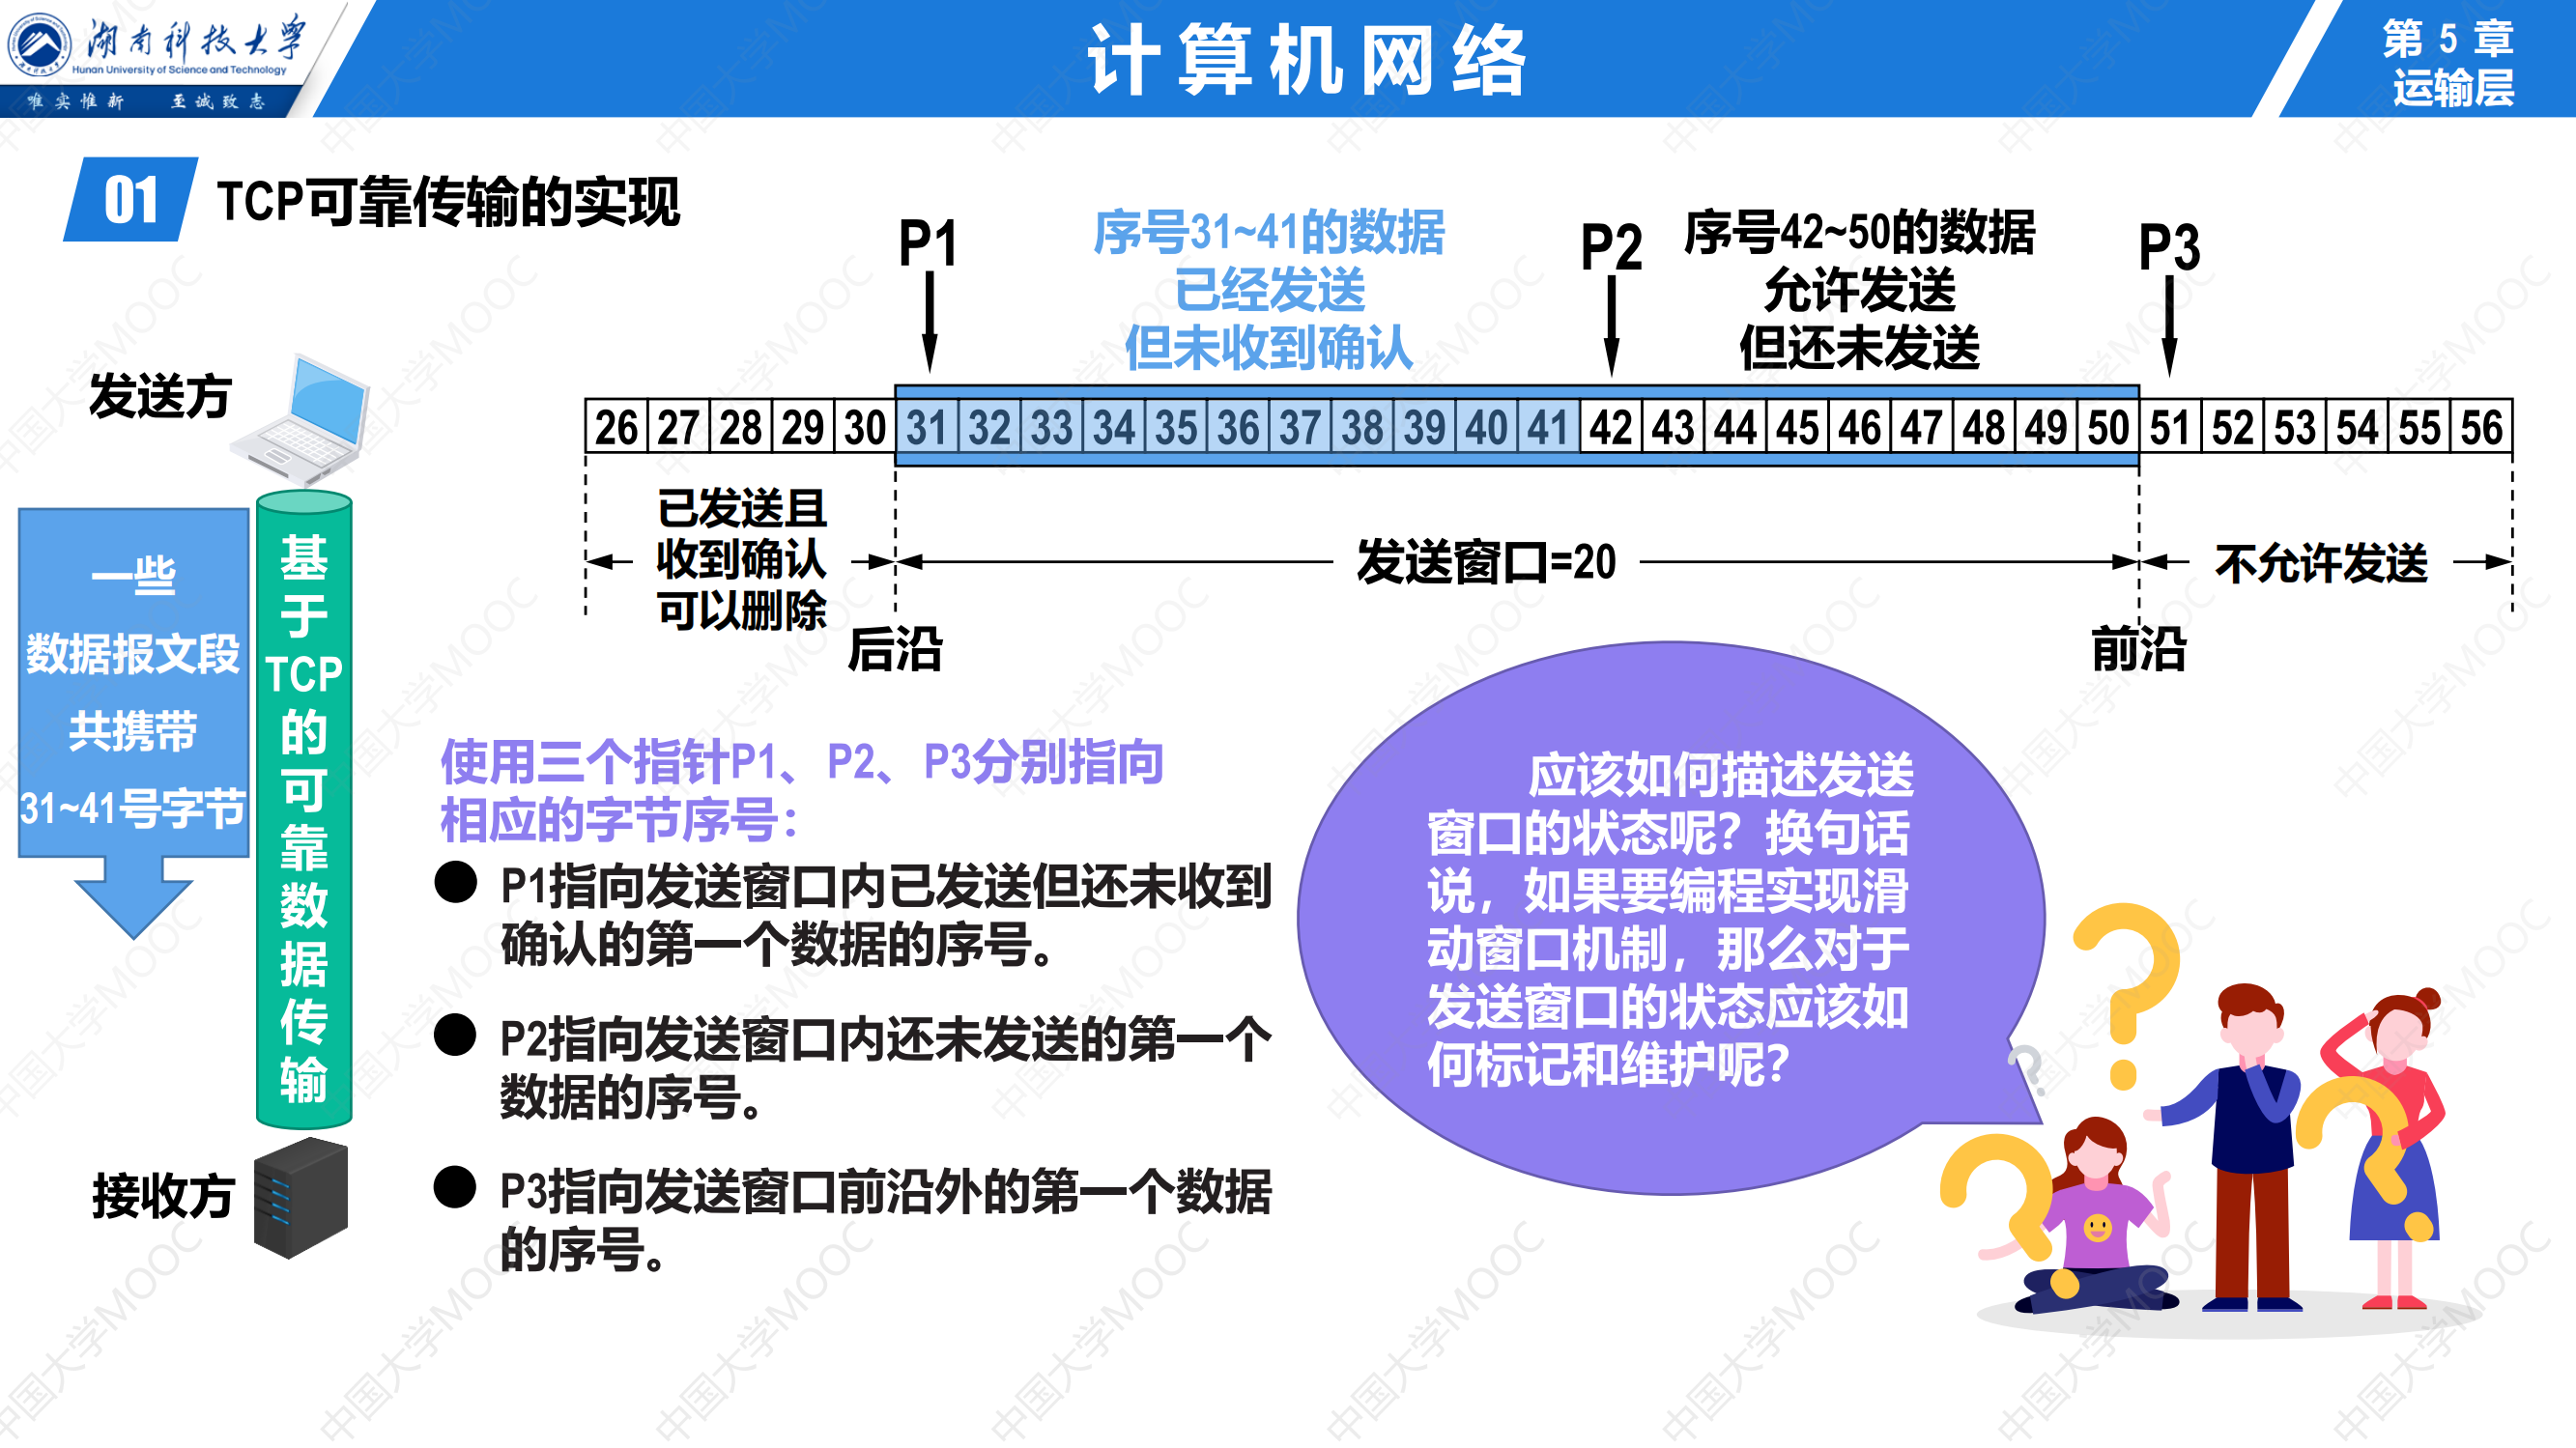 湖南科技大学
Hunan University of Science and Technology
唯实惟新 至诚致志
计算机网络
第 5 章
运输层
01
TCP可靠传输的实现
P1
序号31~41的数据
已经发送
但未收到确认
P2
序号42~50的数据
允许发送
但还未发送
P3
发送方
26 27 28 29 30 31 32 33 34 35 36 37 38 39 40 41 42 43 44 45 46 47 48 49 50 51 52 53 54 55 56
已发送且
收到确认
可以删除
发送窗口=20
不允许发送
后沿
前沿
一些
数据报文段
共携带
31~41号字节
基
于
TCP
的
可
靠
数
据
传
输
接收方
使用三个指针P1、P2、P3分别指向
相应的字节序号：
● P1指向发送窗口内已发送但还未收到
确认的第一个数据的序号。
● P2指向发送窗口内还未发送的第一个
数据的序号。
● P3指向发送窗口前沿外的第一个数据
的序号。
应该如何描述发送
窗口的状态呢？换句话
说，如果要编程实现滑
动窗口机制，那么对于
发送窗口的状态应该如
何标记和维护呢？
中国大学MOOC